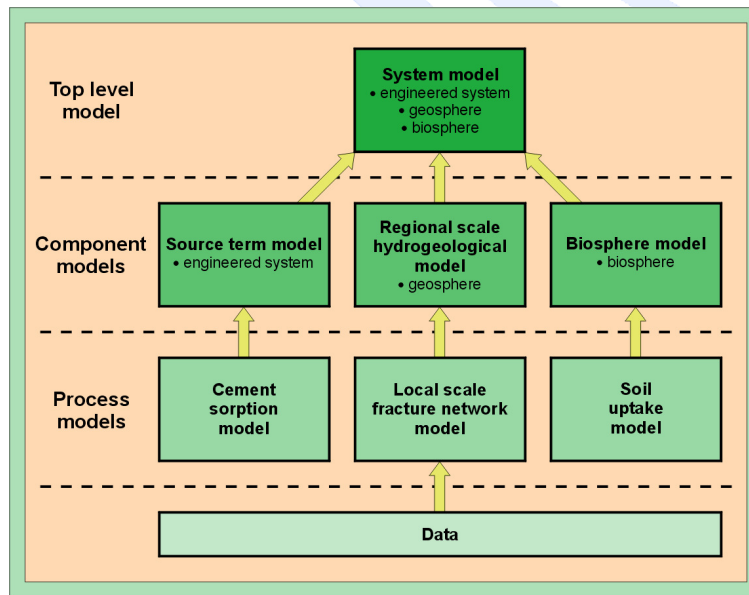 Top level
model
System model
• engineered system
• geosphere
• biosphere
Component
models
Source term model
• engineered system
Regional scale
hydrogeological
model
• geosphere
Biosphere model
• biosphere
Process
models
Cement
sorption
model
Local scale
fracture network
model
Soil
uptake
model
Data